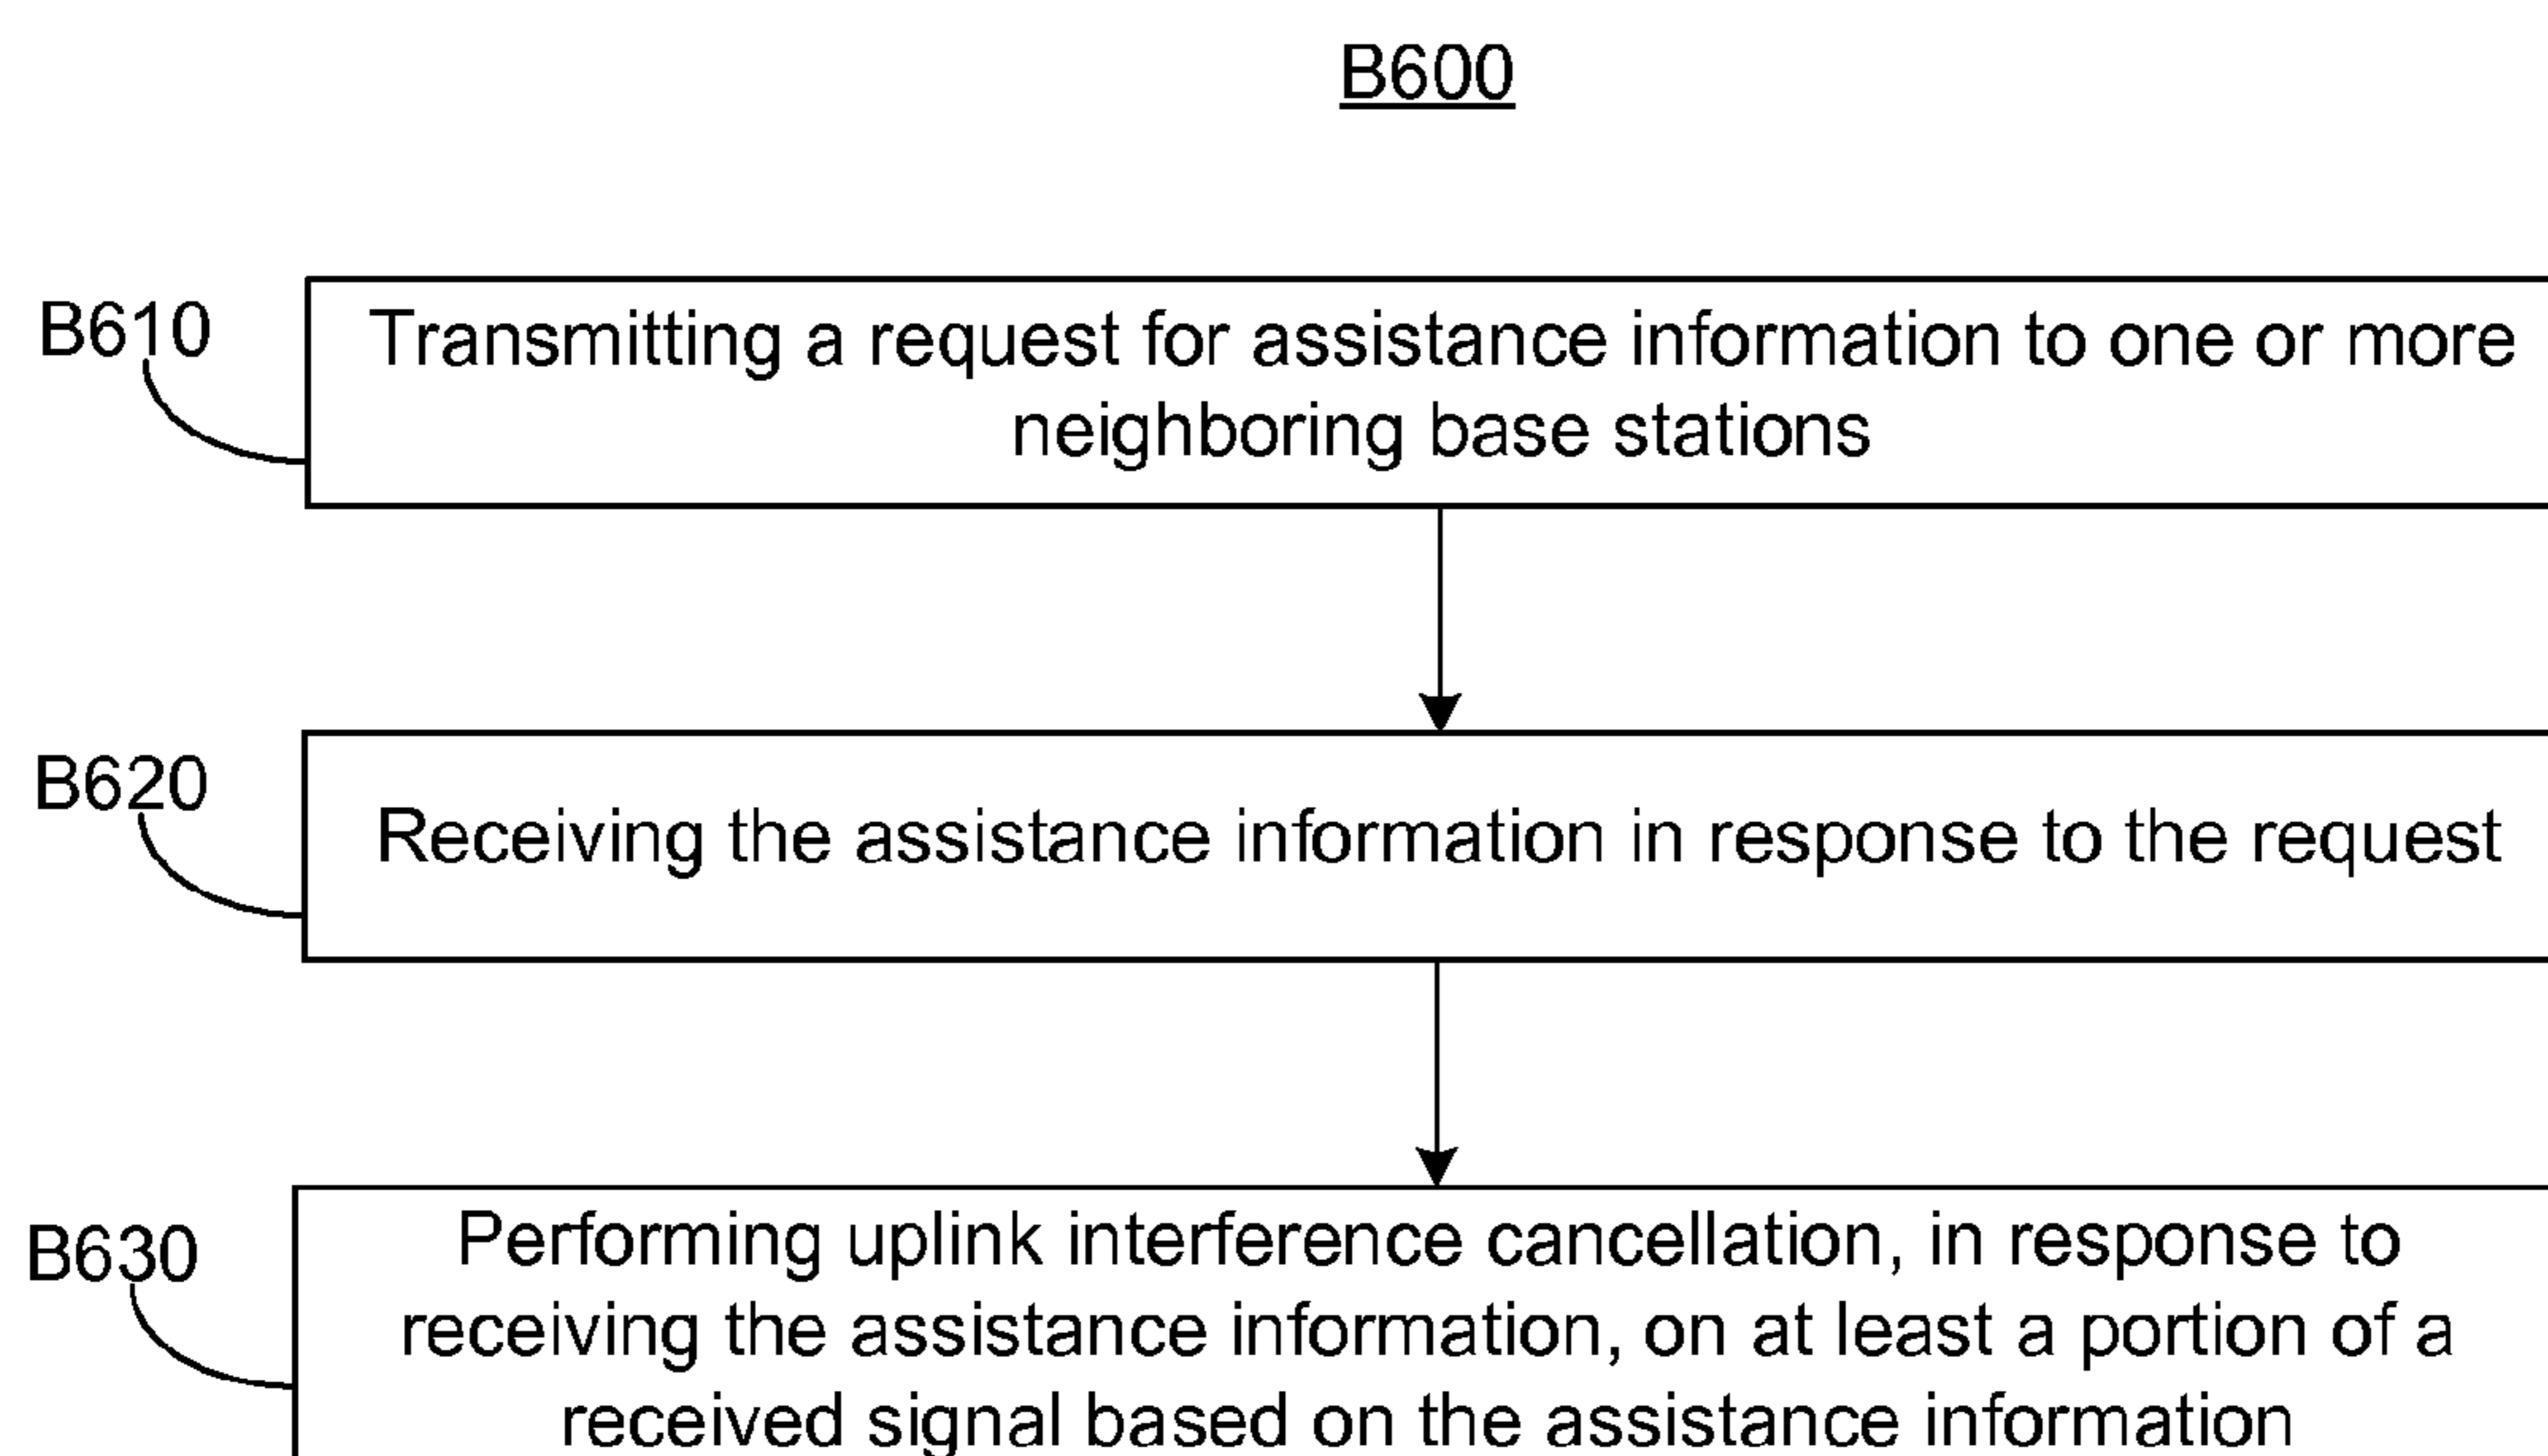 B600
B610
Transmitting a request for assistance information to one or more
neighboring base stations
B620
Receiving the assistance information in response to the request
B630
Performing uplink interference cancellation, in response to
receiving the assistance information, on at least a portion of a
received signal based on the assistance information